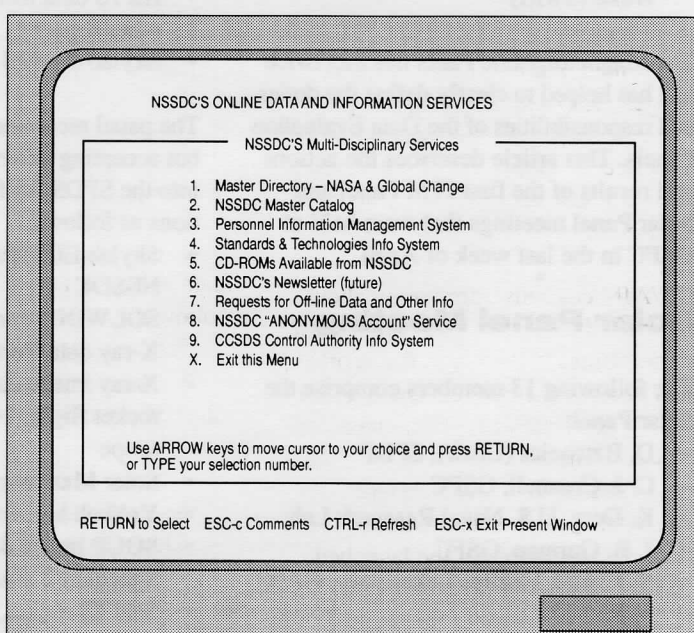 NSSDC'S ONLINE DATA AND INFORMATION SERVICES
NSSDC'S Multi-Disciplinary Services
1. Master Directory – NASA & Global Change
2. NSSDC Master Catalog
3. Personnel Information Management System
4. Standards & Technologies Info System
5. CD-ROMs Available from NSSDC
6. NSSDC's Newsletter (future)
7. Requests for Off-line Data and Other Info
8. NSSDC "ANONYMOUS Account" Service
9. CCSDS Control Authority Info System
X. Exit this Menu
Use ARROW keys to move cursor to your choice and press RETURN,
or TYPE your selection number.
RETURN to Select ESC-c Comments CTRL-r Refresh ESC-x Exit Present Window